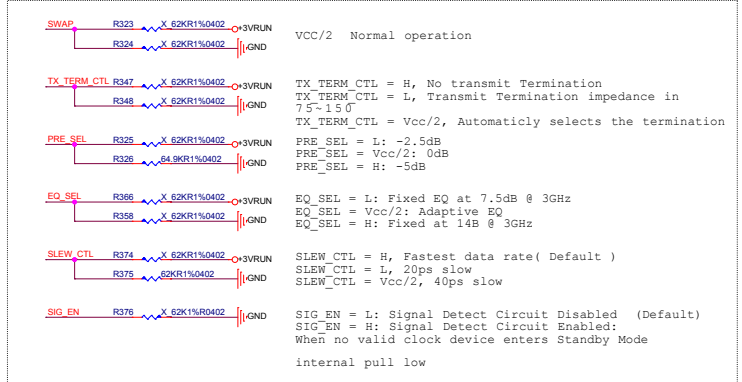 SWAP R323 X_62KR1%0402 +3VRUN
R324 X_62KR1%0402 GND
VCC/2 Normal operation
TX_TERM_CTL R347 X_62KR1%0402 +3VRUN
R348 X_62KR1%0402 GND
TX_TERM_CTL = H, No transmit Termination
TX_TERM_CTL = L, Transmit Termination impedance in
75~150
TX_TERM_CTL = Vcc/2, Automaticly selects the termination
PRE_SEL R325 X_62KR1%0402 +3VRUN
R326 64.9KR1%0402 GND
PRE_SEL = L: -2.5dB
PRE_SEL = Vcc/2: 0dB
PRE_SEL = H: -5dB
EQ_SEL R366 X_62KR1%0402 +3VRUN
R358 X_62KR1%0402 GND
EQ_SEL = L: Fixed EQ at 7.5dB @ 3GHz
EQ_SEL = Vcc/2: Adaptive EQ
EQ_SEL = H: Fixed at 14B @ 3GHz
SLEW_CTL R374 X_62KR1%0402 +3VRUN
R375 62KR1%0402 GND
SLEW_CTL = H, Fastest data rate( Default )
SLEW_CTL = L, 20ps slow
SLEW_CTL = Vcc/2, 40ps slow
SIG_EN R376 X_62K1%R0402 GND
SIG_EN = L: Signal Detect Circuit Disabled (Default)
SIG_EN = H: Signal Detect Circuit Enabled:
When no valid clock device enters Standby Mode
internal pull low